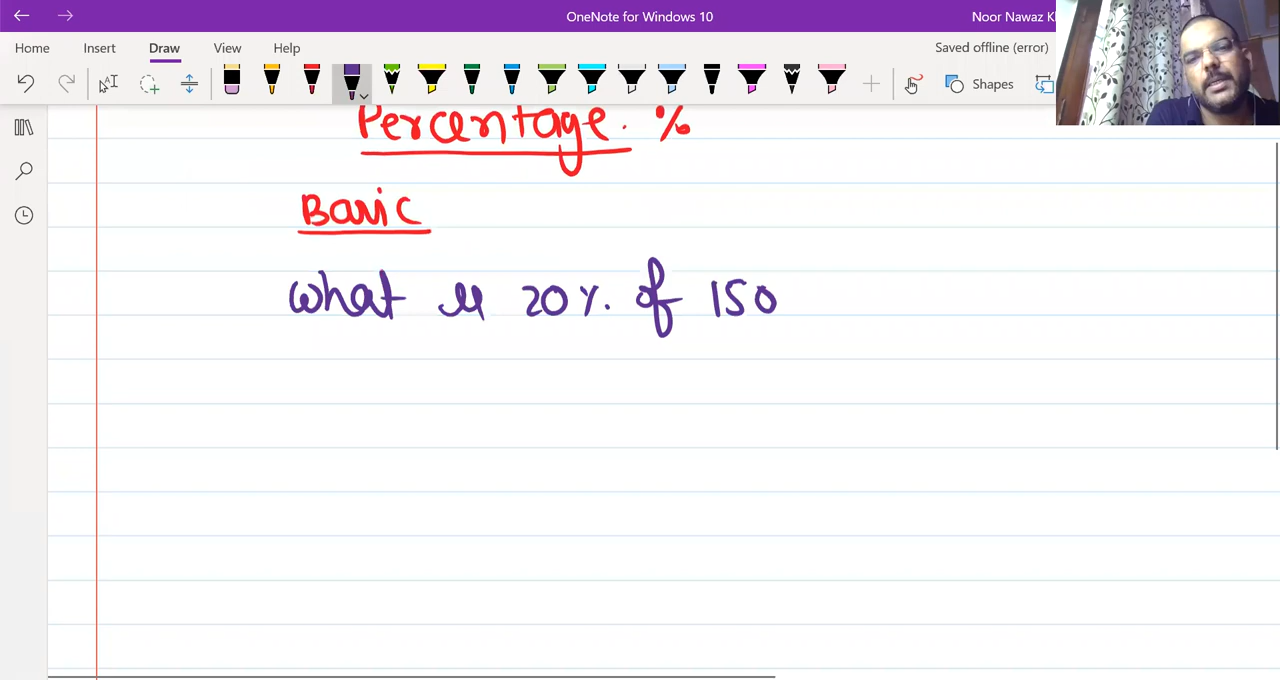 OneNote for Windows 10
Noor Nawaz Kh
Home Insert Draw View Help
Saved offline (error)
Shapes
Percentage. %
Basic
What is 20%. of 150